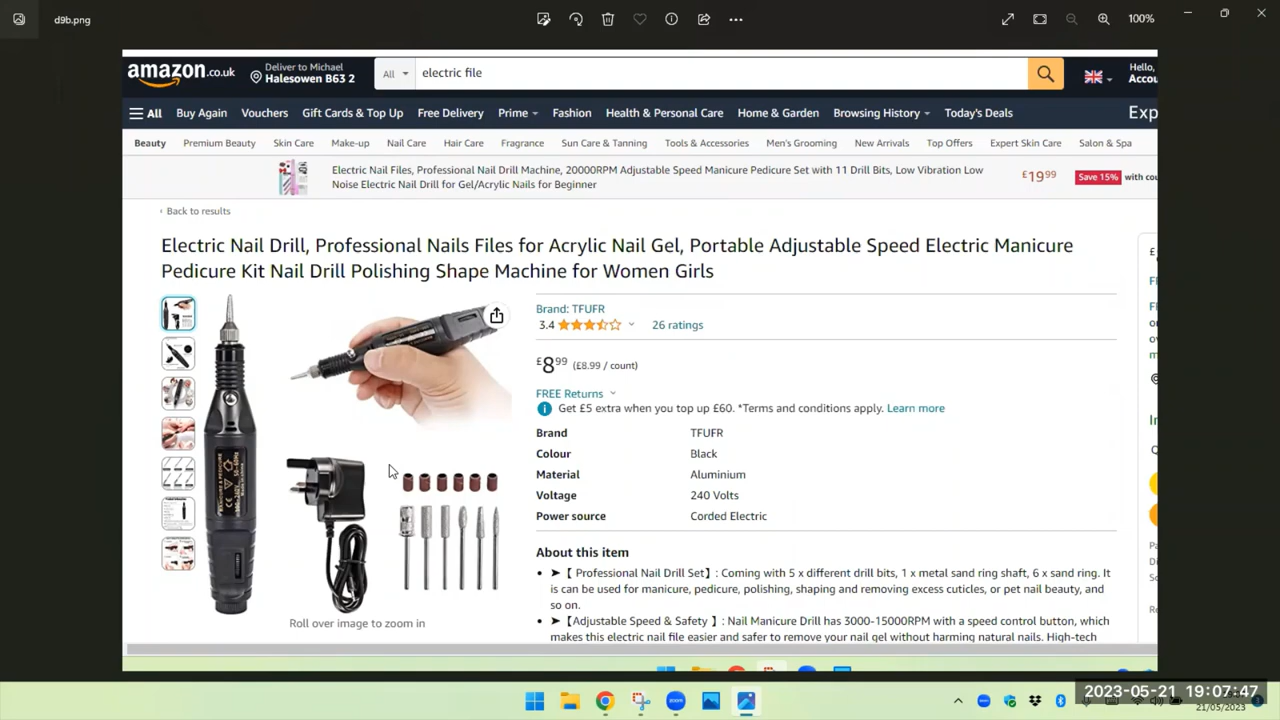 d9b.png
100%
amazon.co.uk
Deliver to Michael
Halesowen B63 2
All
electric file
Hello,
Accou
All Buy Again Vouchers Gift Cards & Top Up Free Delivery Prime Fashion Health & Personal Care Home & Garden Browsing History Today's Deals
Exp
Beauty Premium Beauty Skin Care Make-up Nail Care Hair Care Fragrance Sun Care & Tanning Tools & Accessories Men's Grooming New Arrivals Top Offers Expert Skin Care Salon & Spa
Electric Nail Files, Professional Nail Drill Machine, 20000RPM Adjustable Speed Manicure Pedicure Set with 11 Drill Bits, Low Vibration Low
Noise Electric Nail Drill for Gel/Acrylic Nails for Beginner
£19.99
Save 15% with cou
‹ Back to results
Electric Nail Drill, Professional Nails Files for Acrylic Nail Gel, Portable Adjustable Speed Electric Manicure
Pedicure Kit Nail Drill Polishing Shape Machine for Women Girls
MANICURE & PEDICURE
Roll over image to zoom in
Brand: TFUFR
3.4 26 ratings
£8.99 (£8.99 / count)
FREE Returns
Get £5 extra when you top up £60. *Terms and conditions apply. Learn more
Brand TFUFR
Colour Black
Material Aluminium
Voltage 240 Volts
Power source Corded Electric
About this item
• ➤【 Professional Nail Drill Set】: Coming with 5 x different drill bits, 1 x metal sand ring shaft, 6 x sand ring. It
is can be used for manicure, pedicure, polishing, shaping and removing excess cuticles, or pet nail beauty, and
so on.
• ➤【Adjustable Speed & Safety 】: Nail Manicure Drill has 3000-15000RPM with a speed control button, which
makes this electric nail file easier and safer to remove your nail gel without harming natural nails. High-tech
2023-05-21 19:07:47
21/05/2023